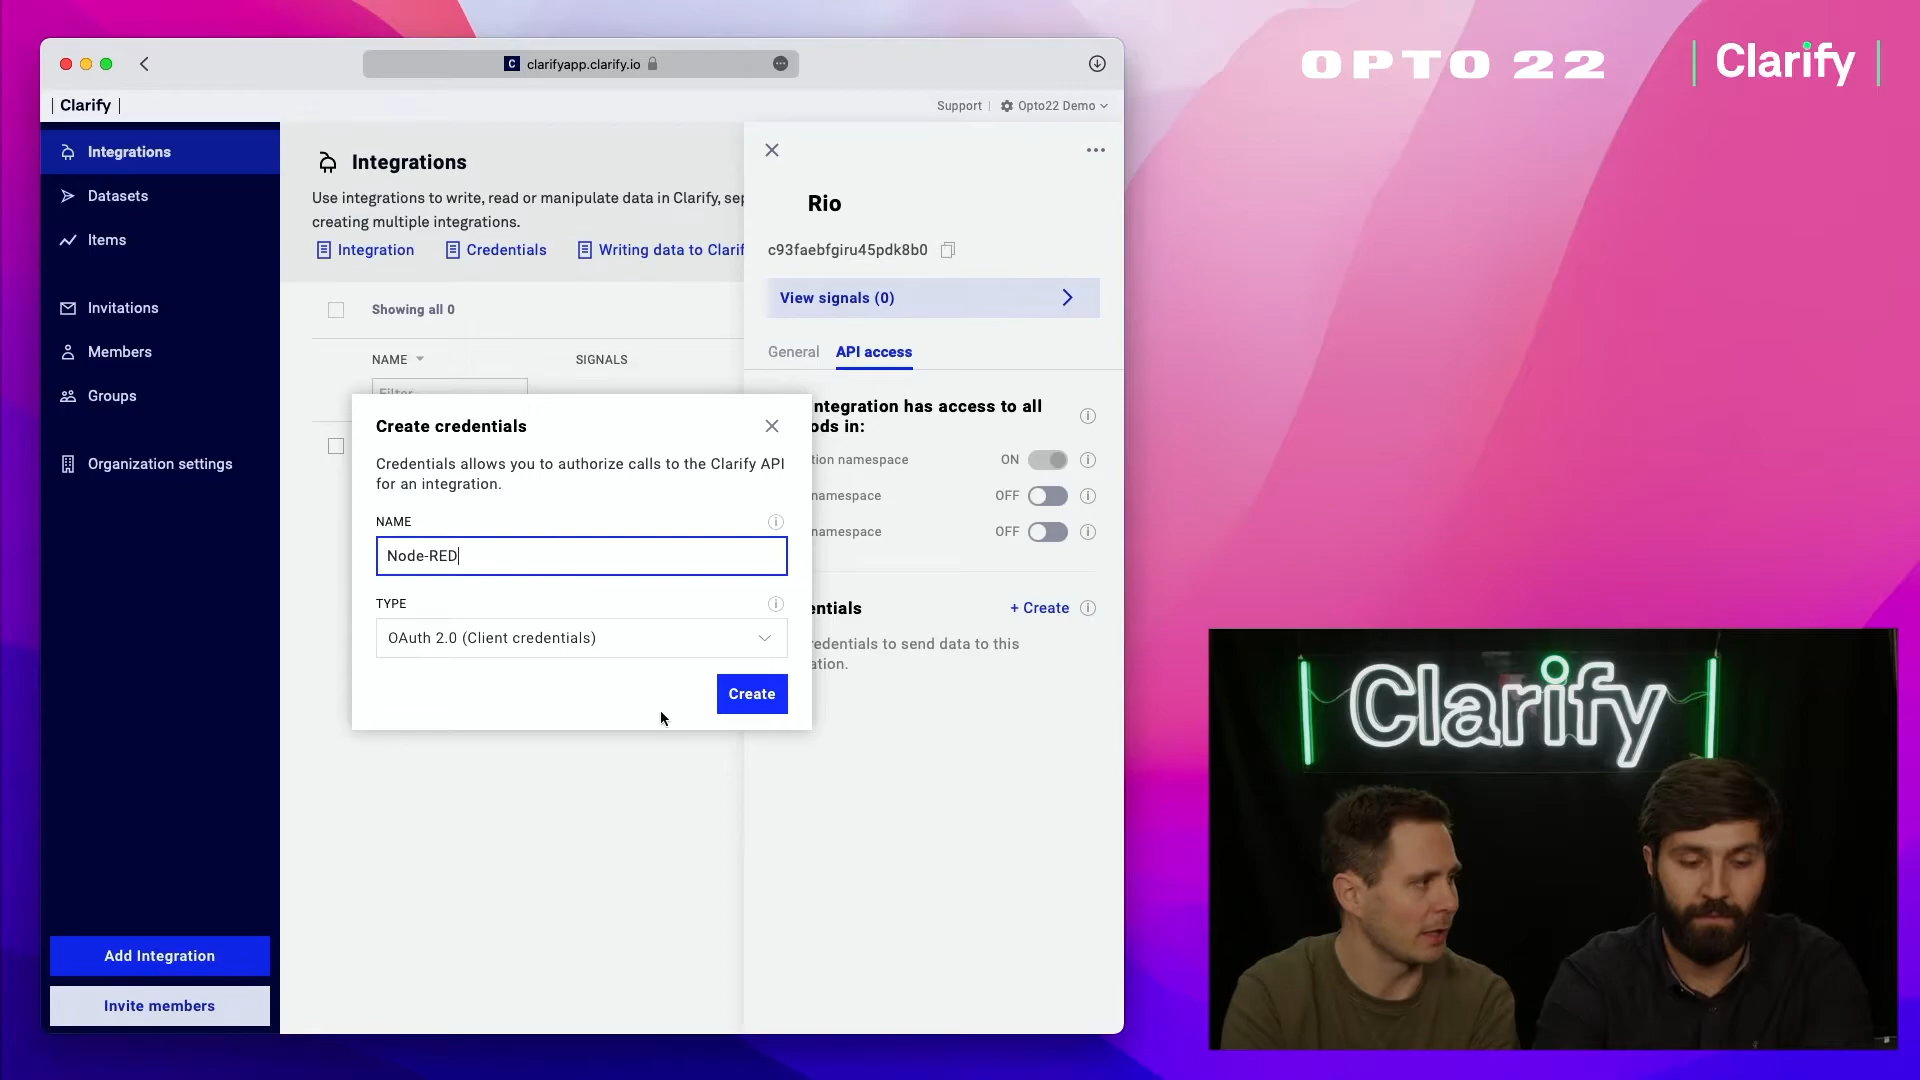 OPTO 22
Clarify
clarifyapp.clarify.io
Clarify
Support
Opto22 Demo
Integrations
Datasets
Items
Invitations
Members
Groups
Organization settings
Add Integration
Invite members
Integrations
Use integrations to write, read or manipulate data in Clarify, sep
creating multiple integrations.
Integration
Credentials
Writing data to Clarif
Showing all 0
NAME
SIGNALS
Filter
Rio
c93faebfgiru45pdk8b0
View signals (0)
General
API access
ntegration has access to all
ods in:
tion namespace
ON
namespace
OFF
namespace
OFF
entials
+ Create
redentials to send data to this
ation.
Create credentials
Credentials allows you to authorize calls to the Clarify API
for an integration.
NAME
Node-RED
TYPE
OAuth 2.0 (Client credentials)
Create
Clarify